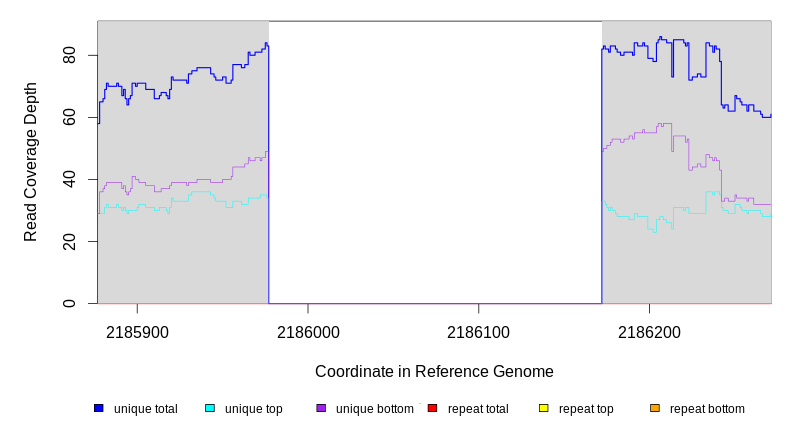 Read Coverage Depth
80
60
40
20
0
2185900 2186000 2186100 2186200
Coordinate in Reference Genome
unique total unique top unique bottom repeat total repeat top repeat bottom